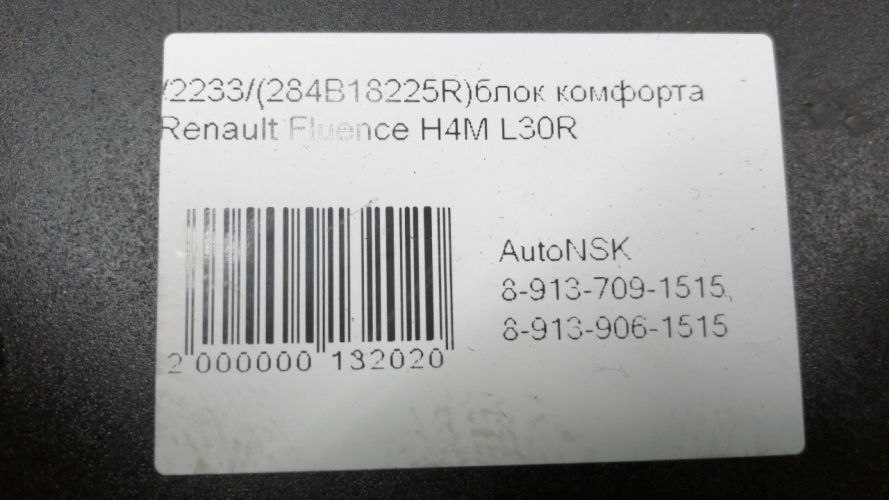 /2233/(284B18225R)блок комфорта
Renault Fluence H4M L30R
AutoNSK
8-913-709-1515,
8-913-906-1515
2 000000 132020